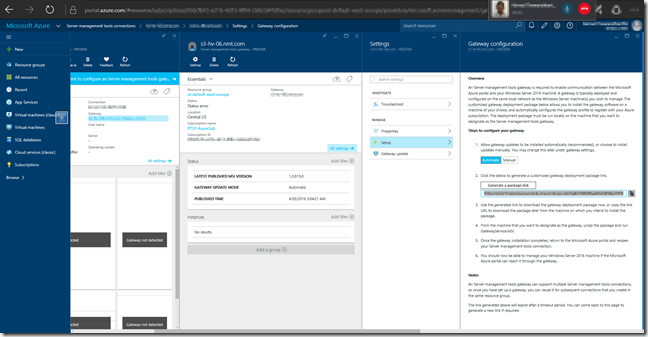 portal.azure.com/#resource/subscriptions/
Microsoft Azure
Server management tools connections
Settings
Gateway configuration
New
Resource groups
All resources
Recent
App Services
Virtual machines (classic)
Virtual machines
SQL databases
Cloud services (classic)
Subscriptions
Browse >
Delete
Feedback
Refresh
Connection
User name
Server
Operating system
All settings →
Add tiles
Gateway not detected
Gateway not detected
Gateway not detected
Gateway not detected
s3-hv-06.nmt.com
Server management tools gateway - PREVIEW
Settings
Delete
Refresh
Essentials
Resource group
Status
Status error
Location
Central US
Subscription name
Subscription ID
Gateway
All settings →
Status
Add tiles
LATEST PUBLISHED MSI VERSION
GATEWAY UPDATE MODE
Automatic
PUBLISHED TIME
Instances
Add tiles
No results.
Add a group
Settings
PREVIEW
Search settings
INVESTIGATE
Troubleshoot
MANAGE
Properties
Setup
Gateway update
Gateway configuration
PREVIEW
Overview
An Server management tools gateway is required to enable communication between the Microsoft
Azure portal and your Windows Server 2016 machine. A gateway is typically deployed and
configured on the same local network as the Windows Server machine(s) you wish to manage. The
customized gateway deployment package below allows you to install the gateway software on a
machine of your choice, and automatically configures the gateway profile to register with your Azure
subscription. The deployment package must be run locally on the machine that you want to
designate as the Server management tools gateway.
Steps to configure your gateway
1. Allow gateway updates to be installed automatically (recommended), or choose to install
updates manually. You may change this later under gateway settings.
Automatic
Manual
2. Click the below to generate a customized gateway deployment package link.
Generate a package link
3. Use the generated link to download the gateway deployment package now, or copy the link
URL to download the package later from the machine on which you intend to install the
package.
4. From the machine that you want to designate as the gateway, unzip the package and run
GatewayService.MSI.
5. Once the gateway installation completes, return to the Microsoft Azure portal and reopen
your Server management tools connection.
6. You should now be able to manage your Windows Server 2016 machine if the Microsoft
Azure portal can reach it through the gateway.
Notes
An Server management tools gateway can support multiple Server management tools connections,
so once you have set up a gateway, you can reuse it for subsequent connections that you create in
the same resource group.
The link generated above will expire after a timeout period. You can come back to this page to
generate a new link if required.